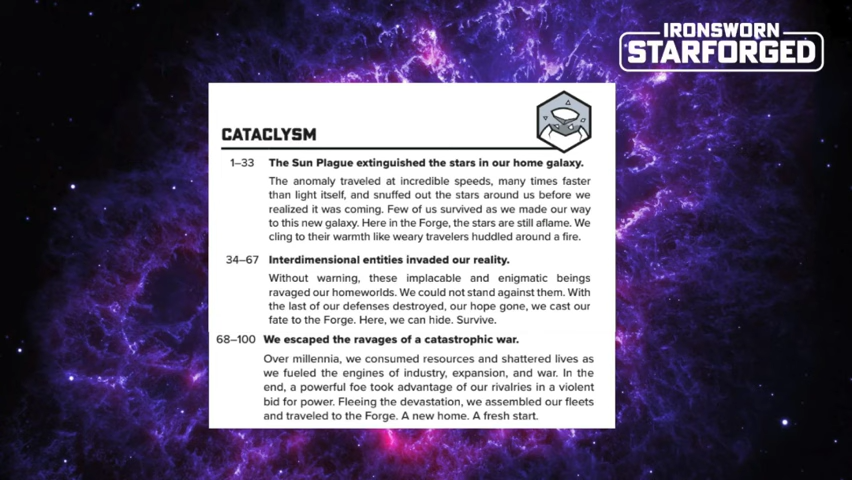 IRONSWORN
STARFORGED
CATACLYSM
1–33 The Sun Plague extinguished the stars in our home galaxy.
The anomaly traveled at incredible speeds, many times faster
than light itself, and snuffed out the stars around us before we
realized it was coming. Few of us survived as we made our way
to this new galaxy. Here in the Forge, the stars are still aflame. We
cling to their warmth like weary travelers huddled around a fire.
34–67 Interdimensional entities invaded our reality.
Without warning, these implacable and enigmatic beings
ravaged our homeworlds. We could not stand against them. With
the last of our defenses destroyed, our hope gone, we cast our
fate to the Forge. Here, we can hide. Survive.
68–100 We escaped the ravages of a catastrophic war.
Over millennia, we consumed resources and shattered lives as
we fueled the engines of industry, expansion, and war. In the
end, a powerful foe took advantage of our rivalries in a violent
bid for power. Fleeing the devastation, we assembled our fleets
and traveled to the Forge. A new home. A fresh start.